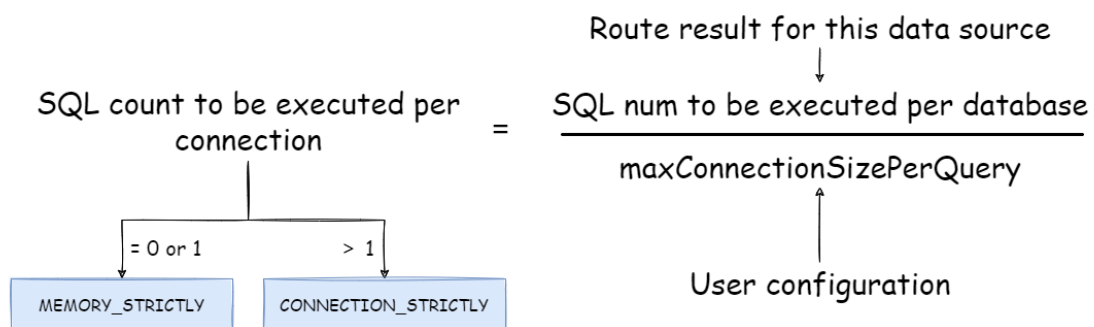 Route result for this data source
SQL count to be executed per
connection
=
SQL num to be executed per database
maxConnectionSizePerQuery
= 0 or 1
> 1
MEMORY_STRICTLY
CONNECTION_STRICTLY
User configuration